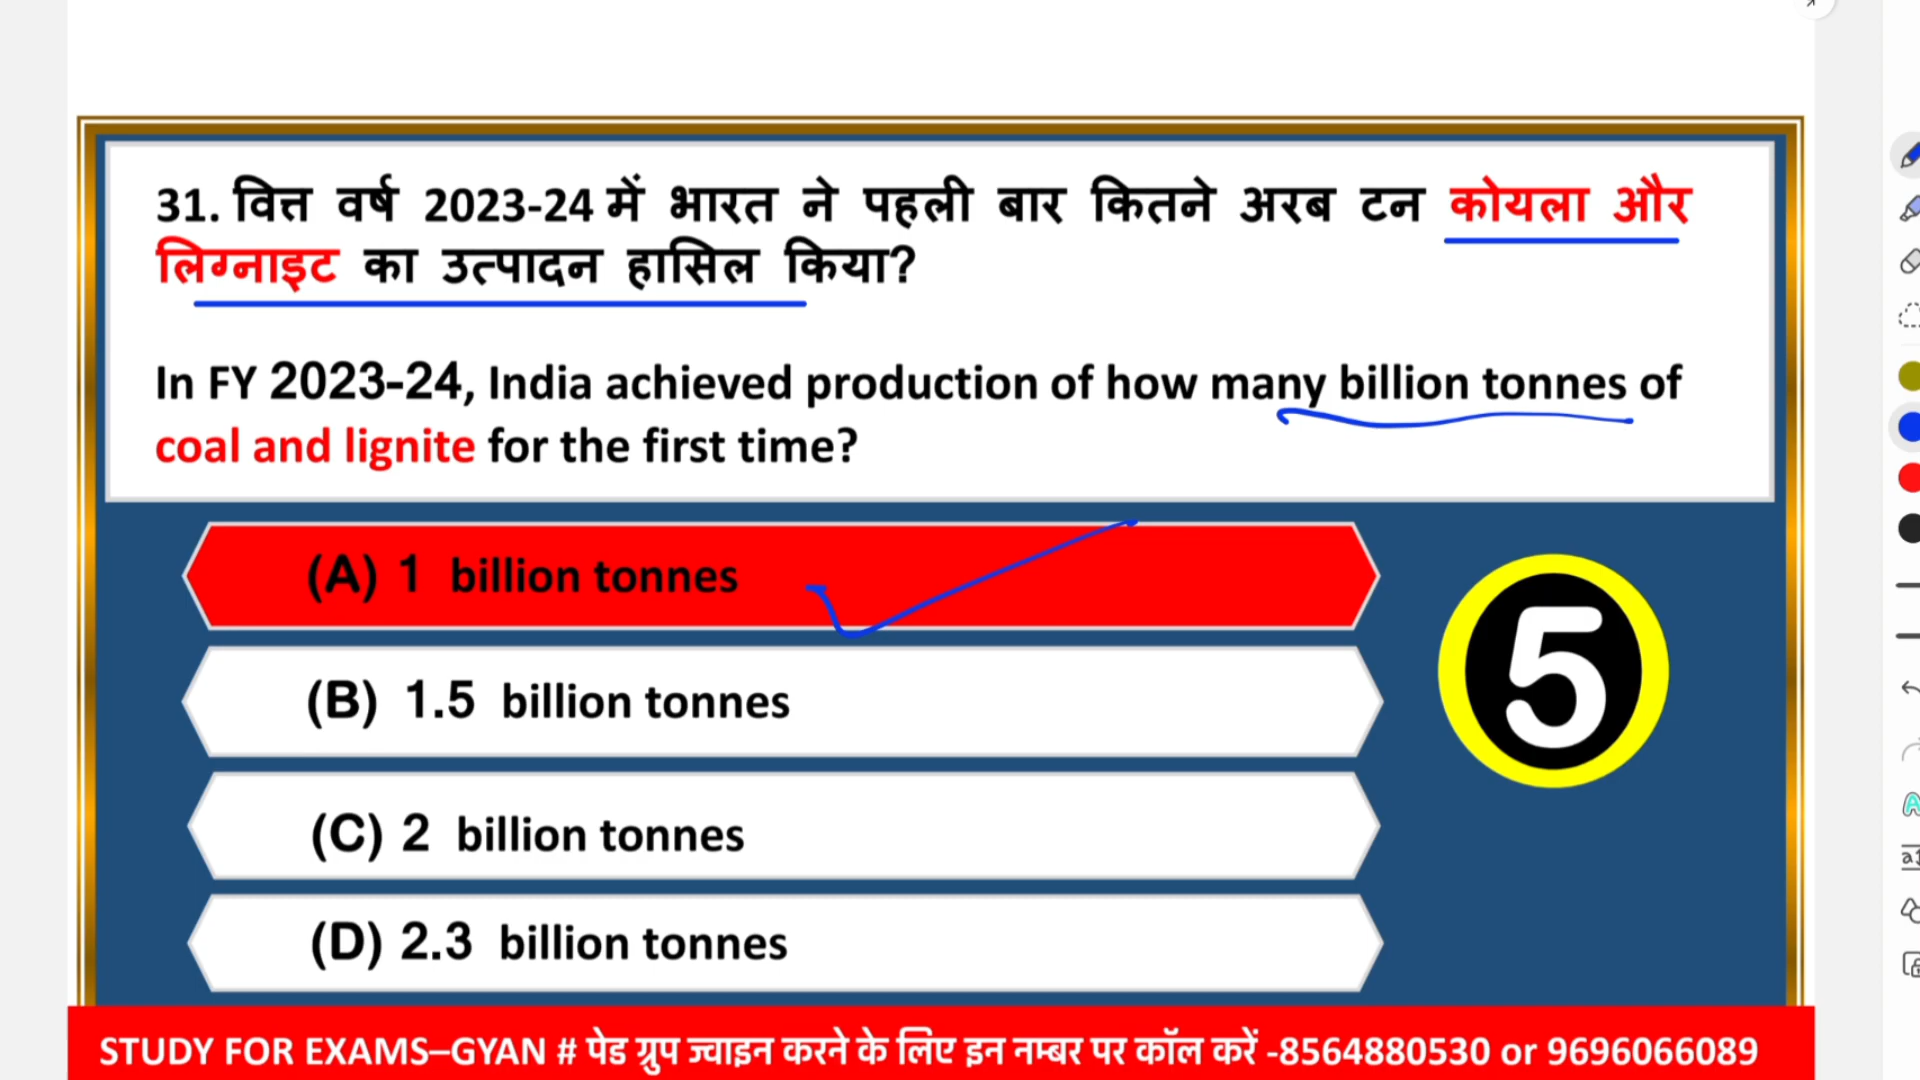 31. वित्त वर्ष 2023-24 में भारत ने पहली बार कितने अरब टन कोयला और
लिग्नाइट का उत्पादन हासिल किया?
In FY 2023-24, India achieved production of how many billion tonnes of
coal and lignite for the first time?
(A) 1 billion tonnes
(B) 1.5 billion tonnes
5
(C) 2 billion tonnes
(D) 2.3 billion tonnes
STUDY FOR EXAMS–GYAN # पेड ग्रुप ज्वाइन करने के लिए इन नम्बर पर कॉल करें -8564880530 or 9696066089